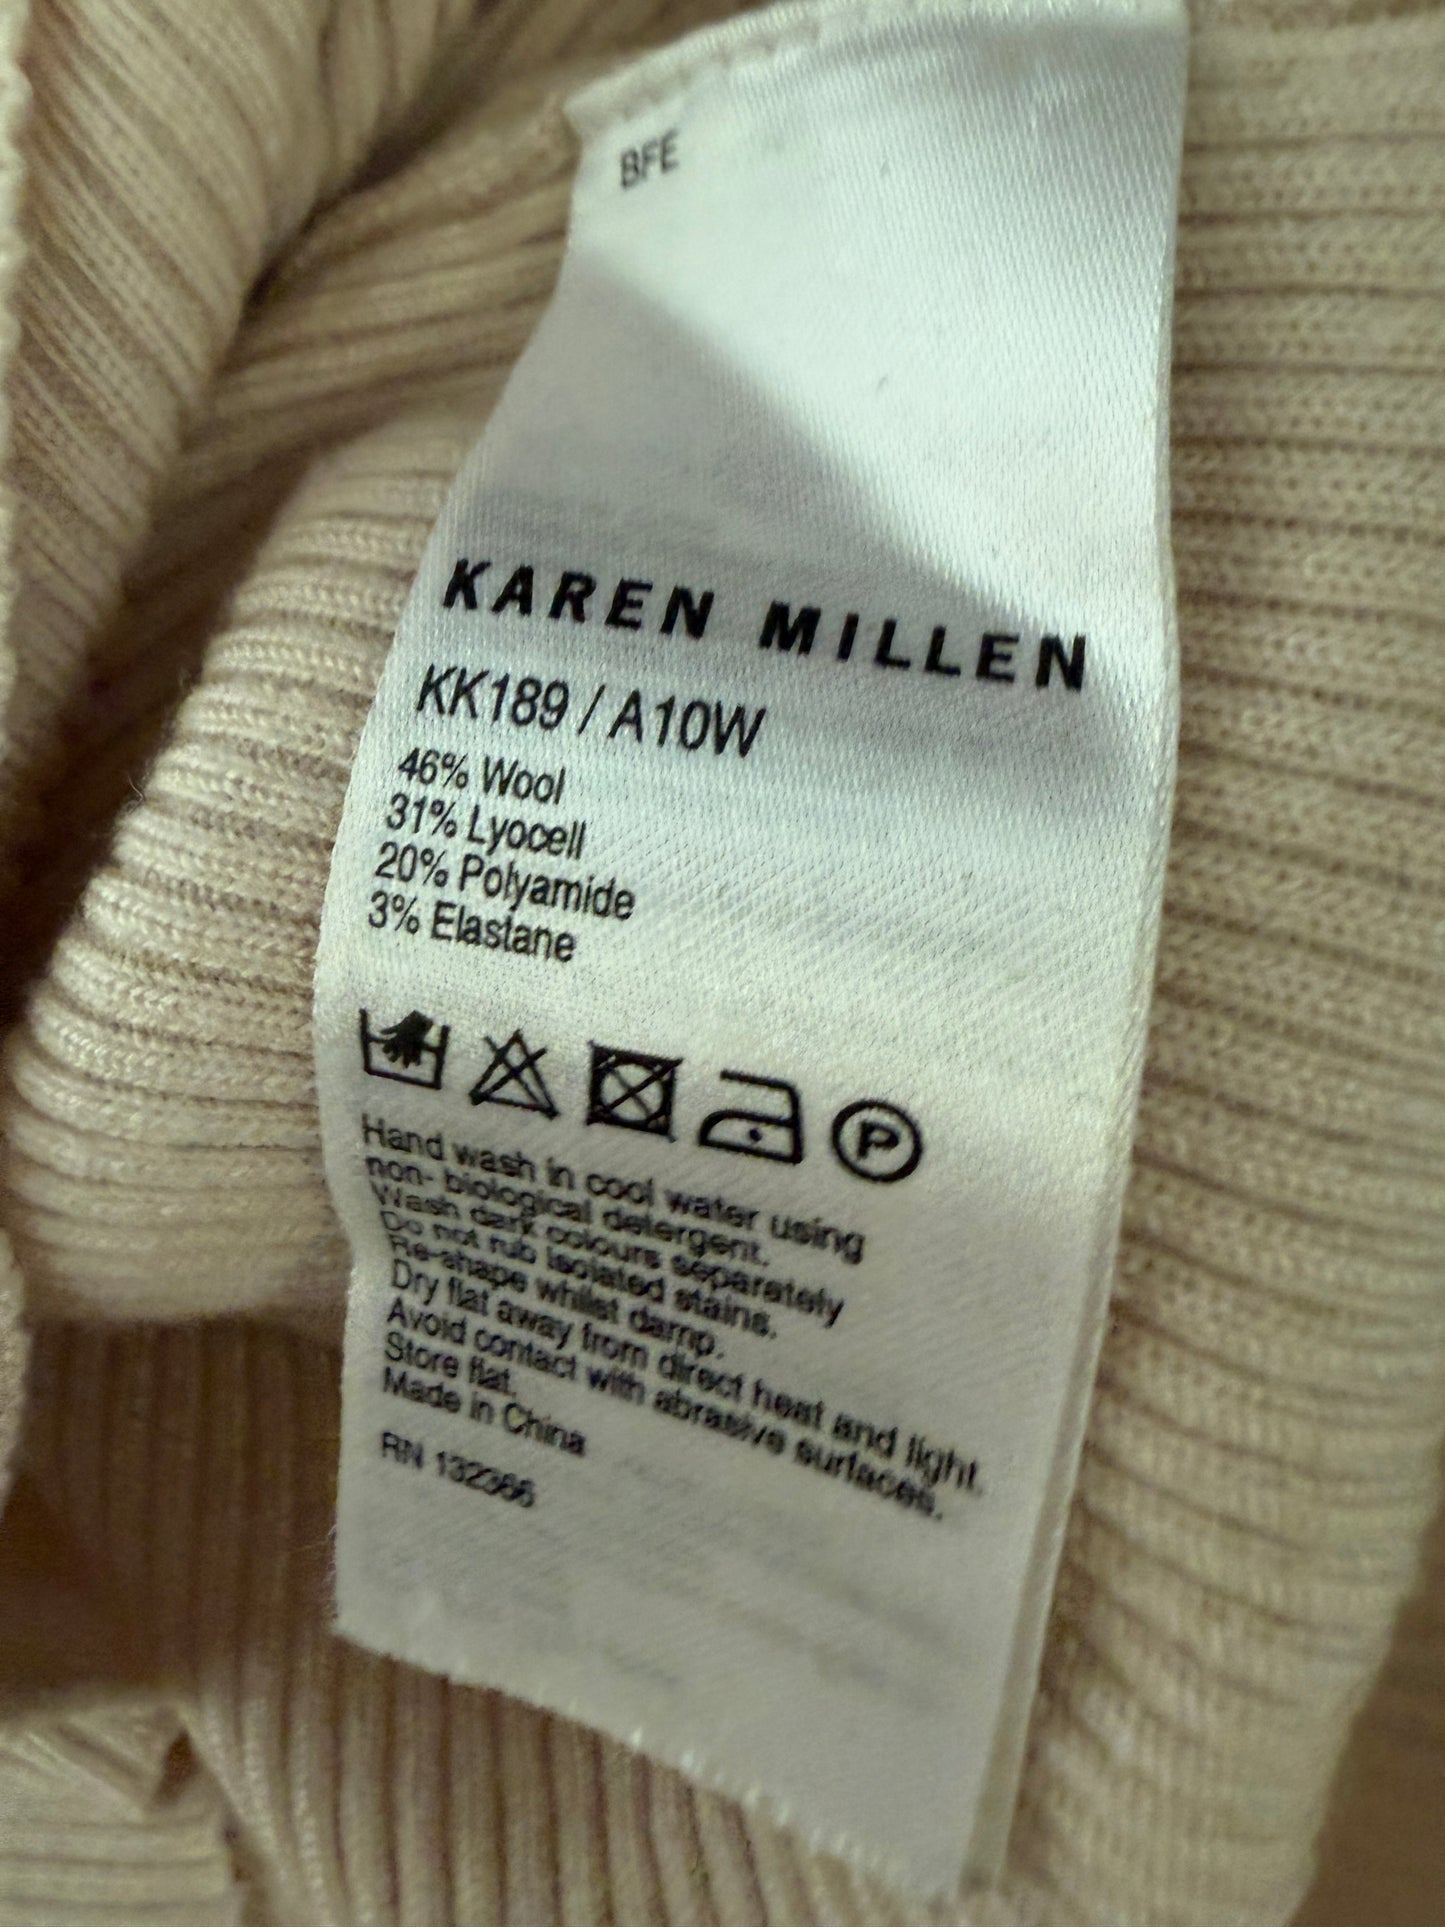 BFE
KAREN MILLEN
KK189 / A10W
46% Wool
31% Lyocell
20% Polyamide
3% Elastane
P
Hand wash in cool water using
non- biological detergent.
Wash dark colours separately
Do not rub isolated stains.
Re-shape whilst damp.
Dry flat away from direct heat and light.
Avoid contact with abrasive surfaces.
Store flat.
Made in China
RN 132366